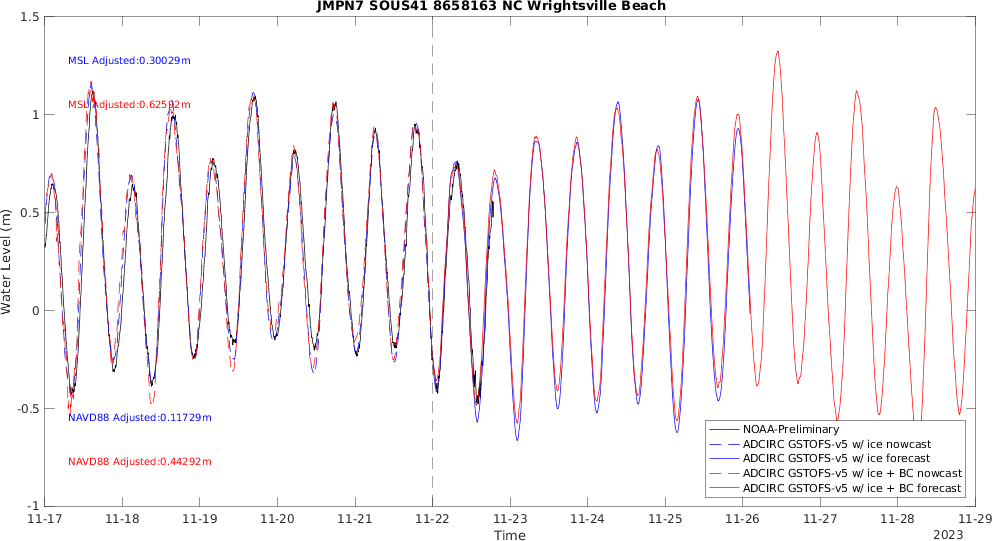 JMPN7 SOUS41 8658163 NC Wrightsville Beach
1.5
1
0.5
0
-0.5
-1
Water Level (m)
MSL Adjusted:0.30029m
MSL Adjusted:0.62592m
NAVD88 Adjusted:0.11729m
NAVD88 Adjusted:0.44292m
NOAA-Preliminary
ADCIRC GSTOFS-v5 w/ ice nowcast
ADCIRC GSTOFS-v5 w/ ice forecast
ADCIRC GSTOFS-v5 w/ ice + BC nowcast
ADCIRC GSTOFS-v5 w/ ice + BC forecast
11-17 11-18 11-19 11-20 11-21 11-22 11-23 11-24 11-25 11-26 11-27 11-28 11-29
Time
2023